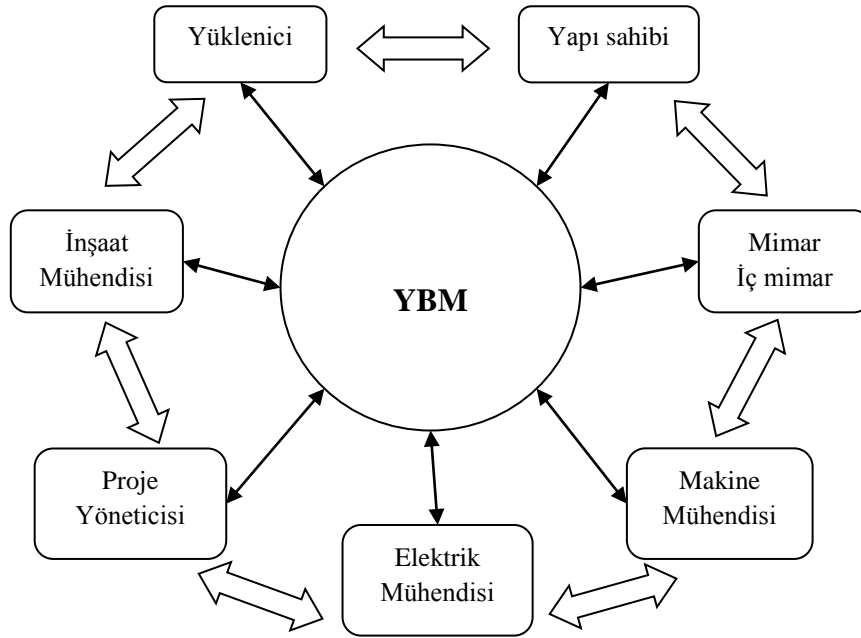 Yüklenici
Yapı sahibi
İnşaat
Mühendisi
YBM
Mimar
İç mimar
Proje
Yöneticisi
Elektrik
Mühendisi
Makine
Mühendisi